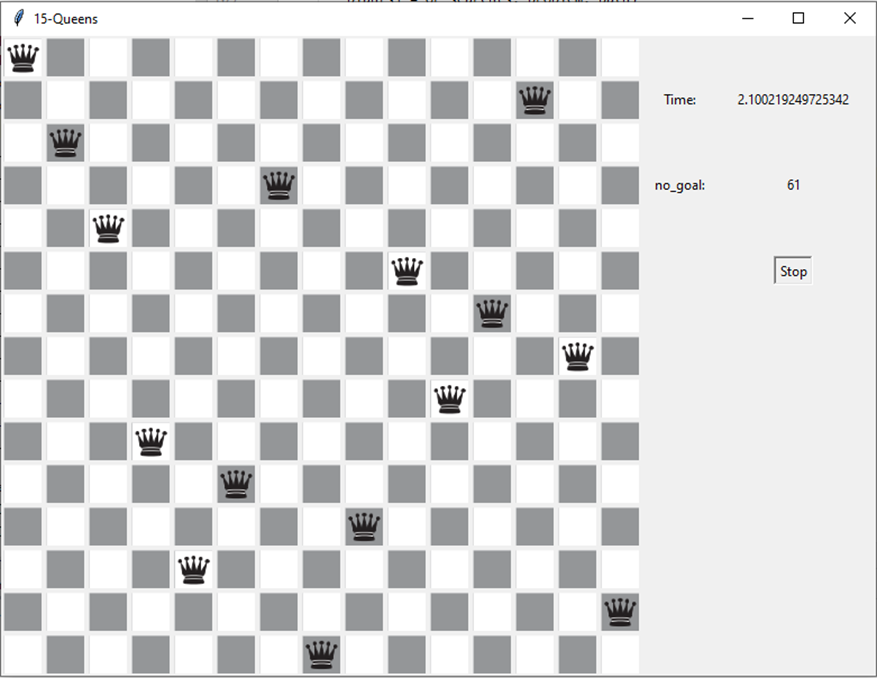 15-Queens
Time: 2.100219249725342
no_goal: 61
Stop